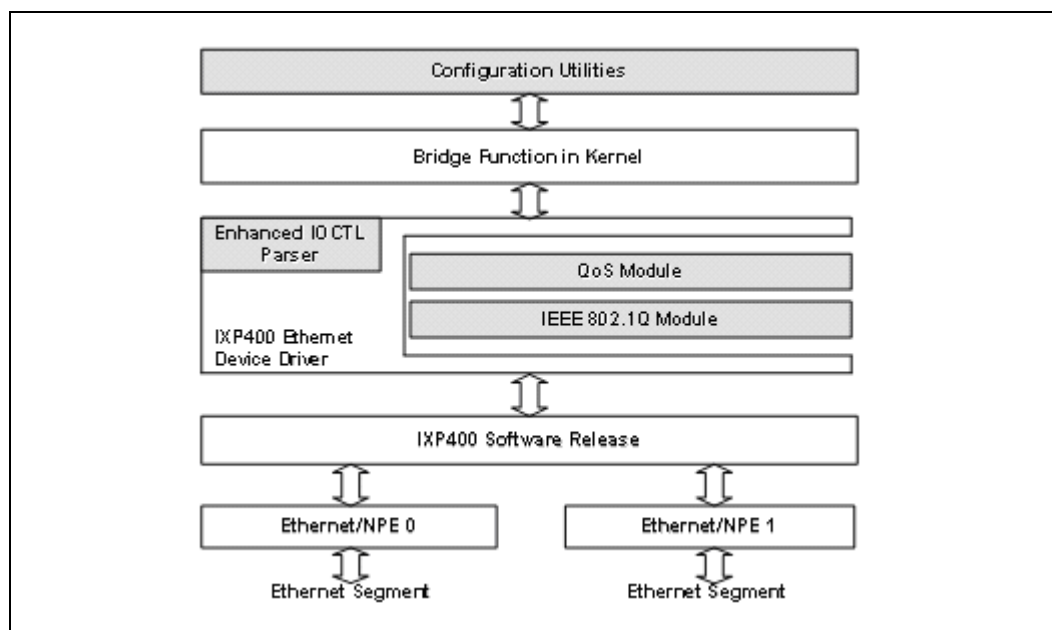 Configuration Utilities
Bridge Function in Kernel
Enhanced IOCTL
Parser
QoS Module
IEEE 802.1Q Module
IXP400 Ethernet
Device Driver
IXP400 Software Release
Ethernet/NPE 0
Ethernet/NPE 1
Ethernet Segment
Ethernet Segment